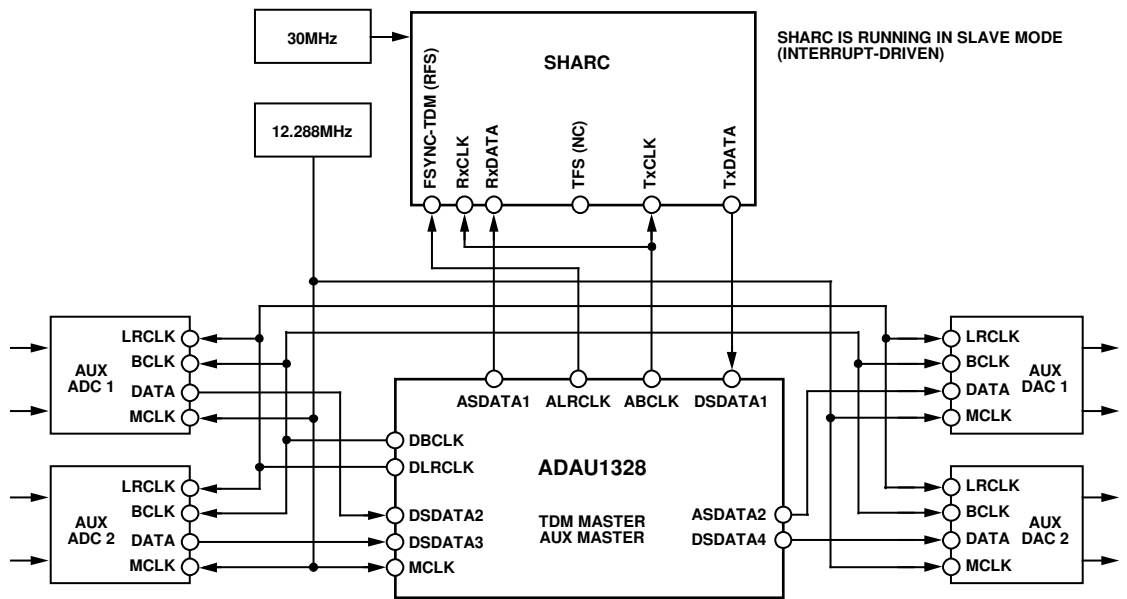 30MHz
SHARC
SHARC IS RUNNING IN SLAVE MODE
(INTERRUPT-DRIVEN)
12.288MHz
FSYNC-TDM (RFS)
RxCLK
RxDATA
TFS (NC)
TxCLK
TxDATA
LRCLK
BCLK
DATA
MCLK
AUX
ADC 1
LRCLK
BCLK
DATA
MCLK
AUX
ADC 2
ASDATA1
ALRCLK
ABCLK
DSDATA1
DBCLK
DLRCLK
DSDATA2
DSDATA3
MCLK
ADAU1328
TDM MASTER
AUX MASTER
ASDATA2
DSDATA4
LRCLK
BCLK
DATA
MCLK
AUX
DAC 1
LRCLK
BCLK
DATA
MCLK
AUX
DAC 2